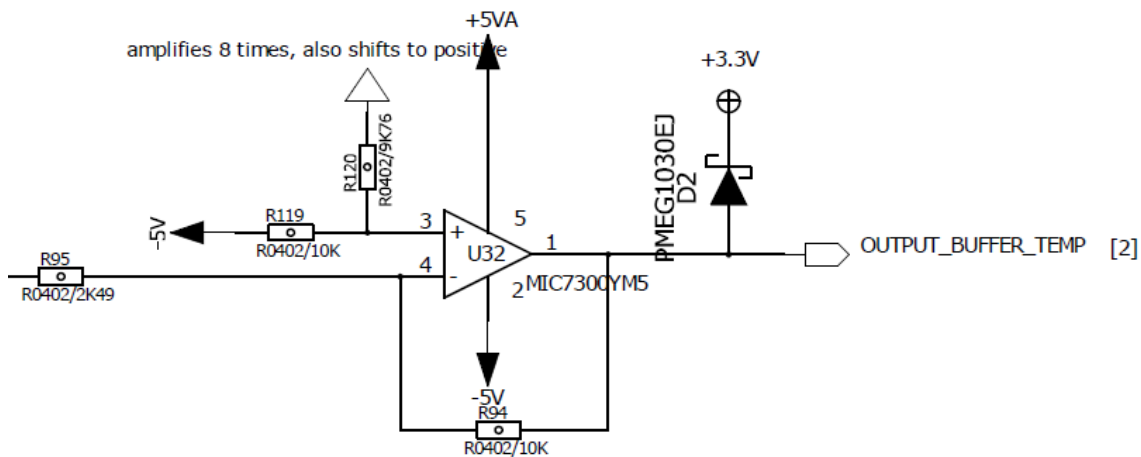 +5VA
amplifies 8 times, also shifts to positive
+3.3V
R120
R0402/9K76
PMEG1030EJ
D2
-5V
R119
R0402/10K
3
+
5
U32
1
OUTPUT_BUFFER_TEMP [2]
R95
R0402/2K49
4
-
2
MIC7300YM5
-5V
R94
R0402/10K